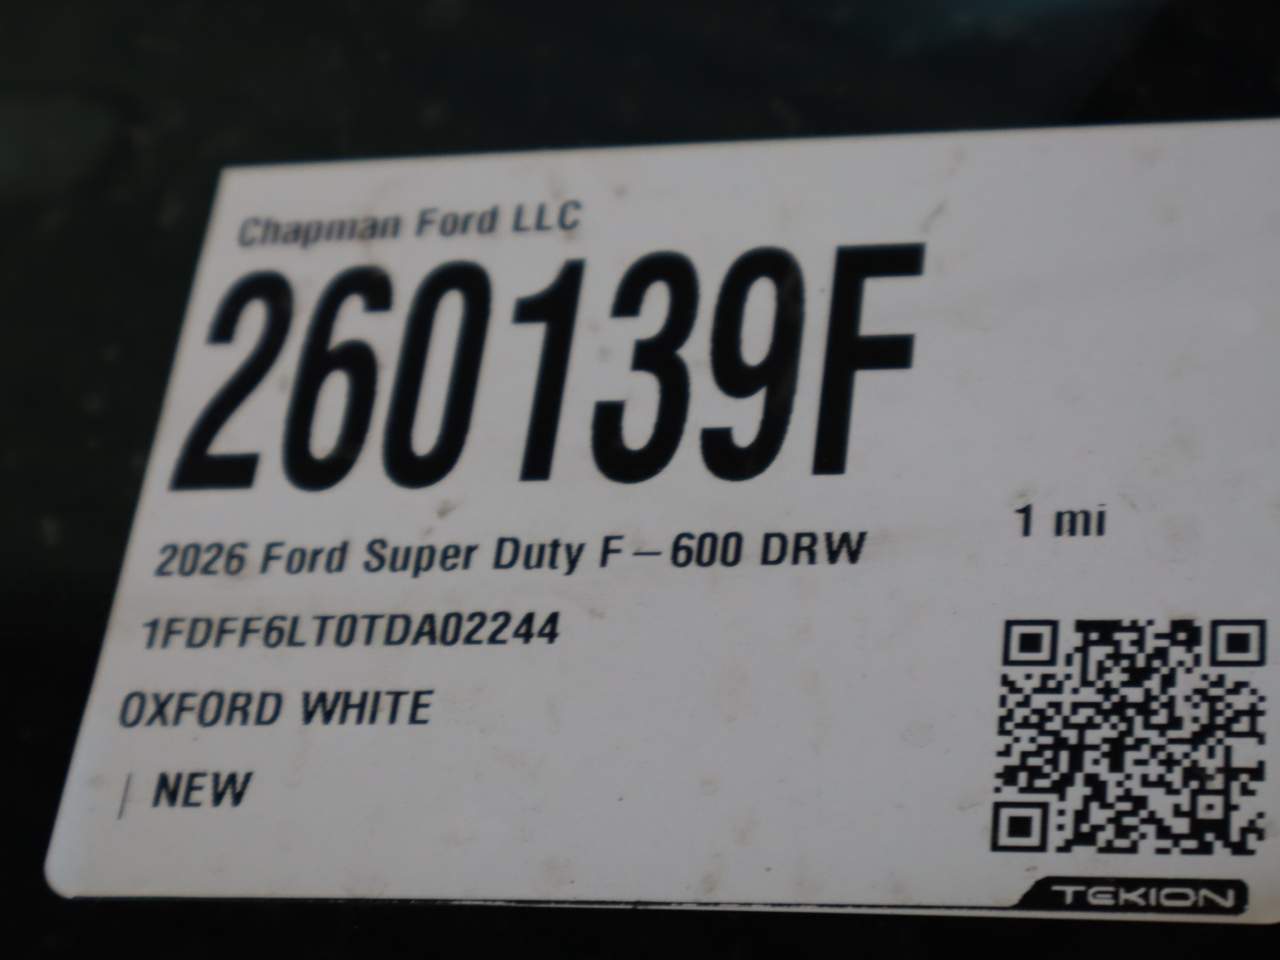 Chapman Ford LLC
260139F
2026 Ford Super Duty F-600 DRW
1 mi
1FDFF6LT0TDA02244
OXFORD WHITE
| NEW
TEKION